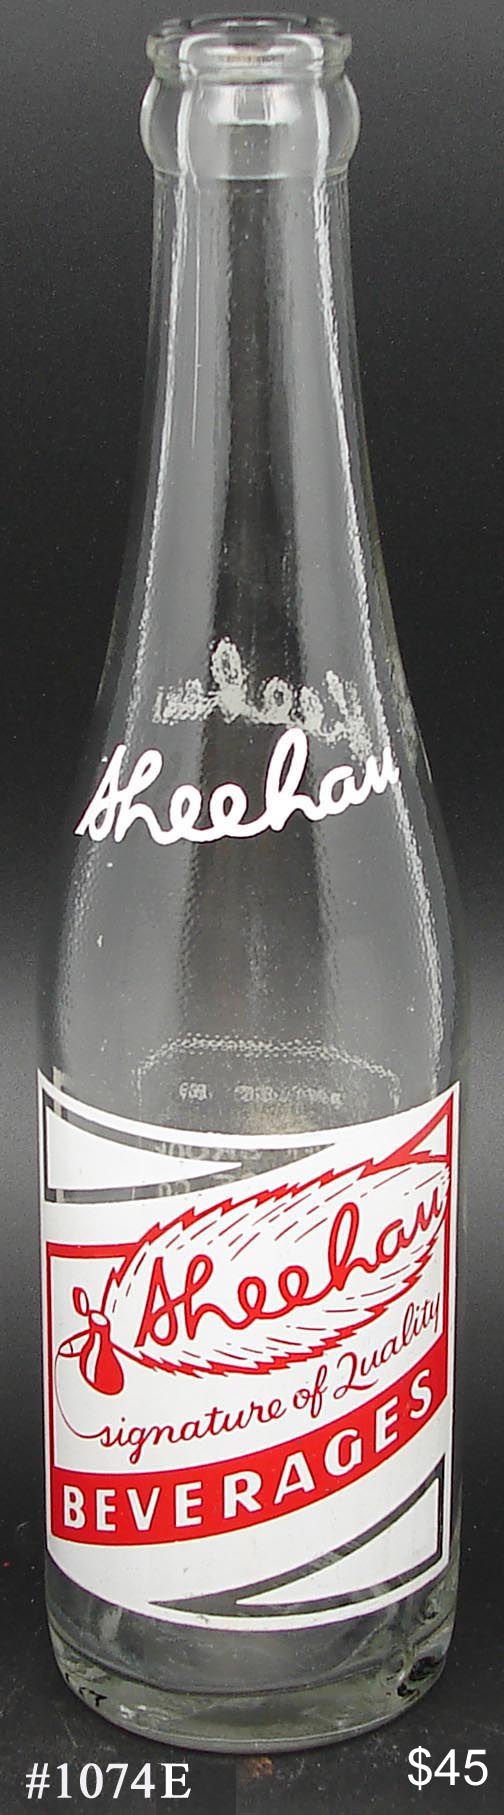 Sheehan
Sheehan
signature of Quality
BEVERAGES
#1074E
$45